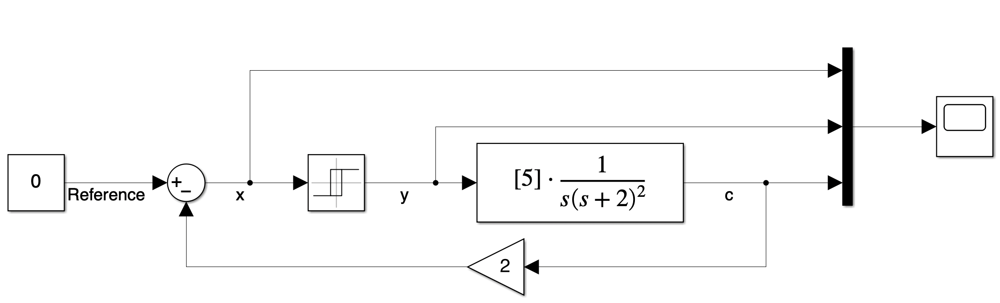 0
Reference
+
−
x
y
[5] · 1 / s(s + 2)²
c
2